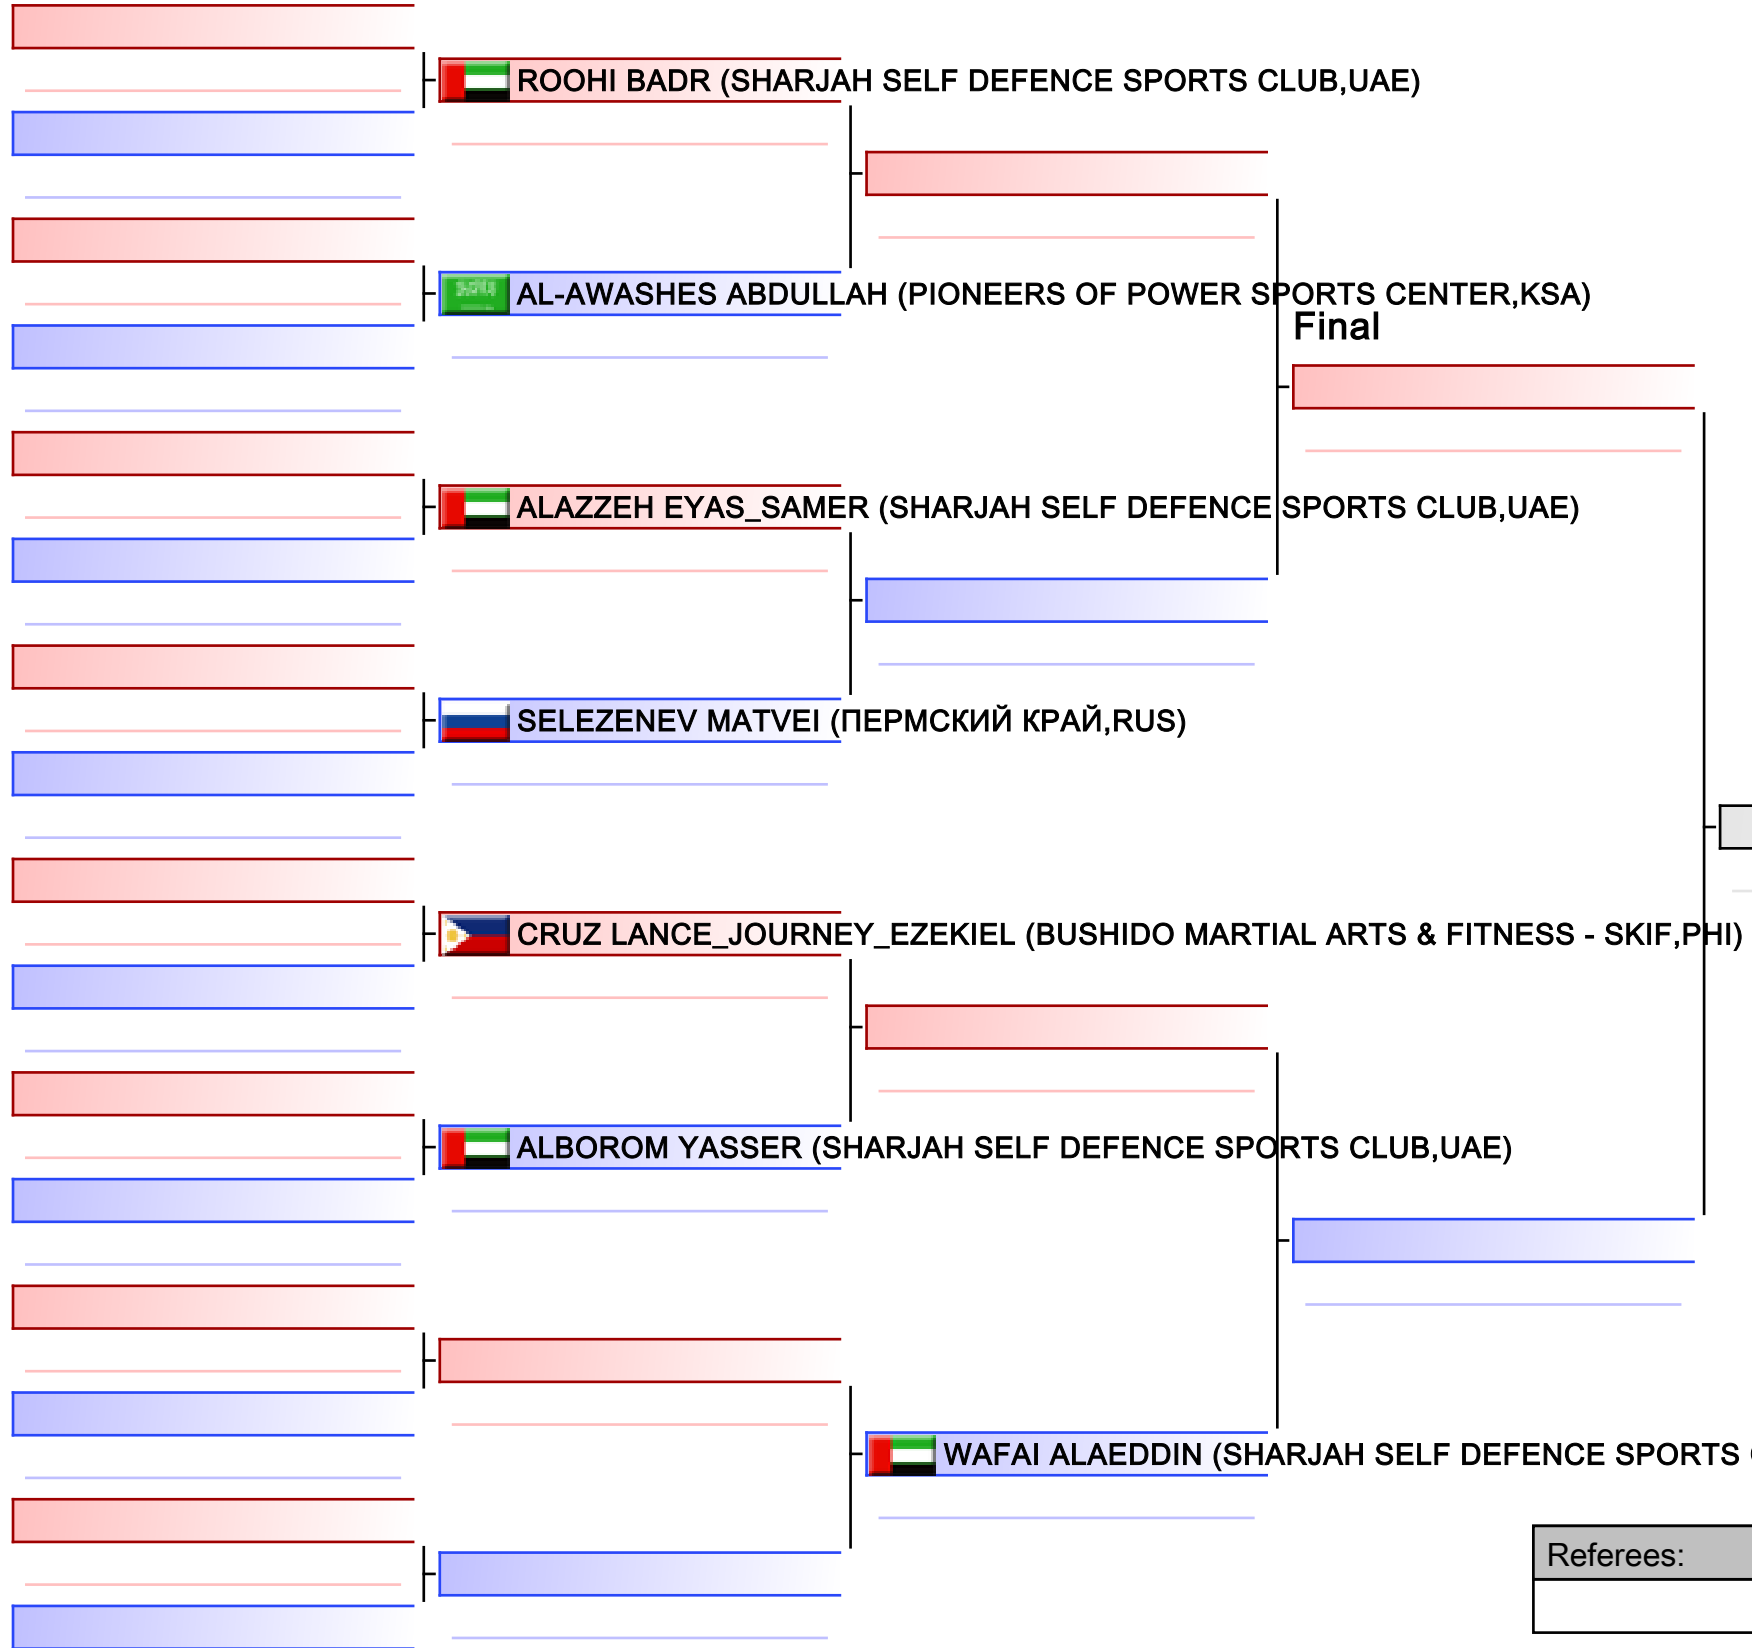 ROOHI BADR (SHARJAH SELF DEFENCE SPORTS CLUB,UAE)
AL-AWASHES ABDULLAH (PIONEERS OF POWER SPORTS CENTER,KSA)
Final
ALAZZEH EYAS_SAMER (SHARJAH SELF DEFENCE SPORTS CLUB,UAE)
SELEZENEV MATVEI (ПЕРМСКИЙ КРАЙ,RUS)
CRUZ LANCE_JOURNEY_EZEKIEL (BUSHIDO MARTIAL ARTS & FITNESS - SKIF,PHI)
ALBOROM YASSER (SHARJAH SELF DEFENCE SPORTS CLUB,UAE)
WAFAI ALAEDDIN (SHARJAH SELF DEFENCE SPORTS
Referees: